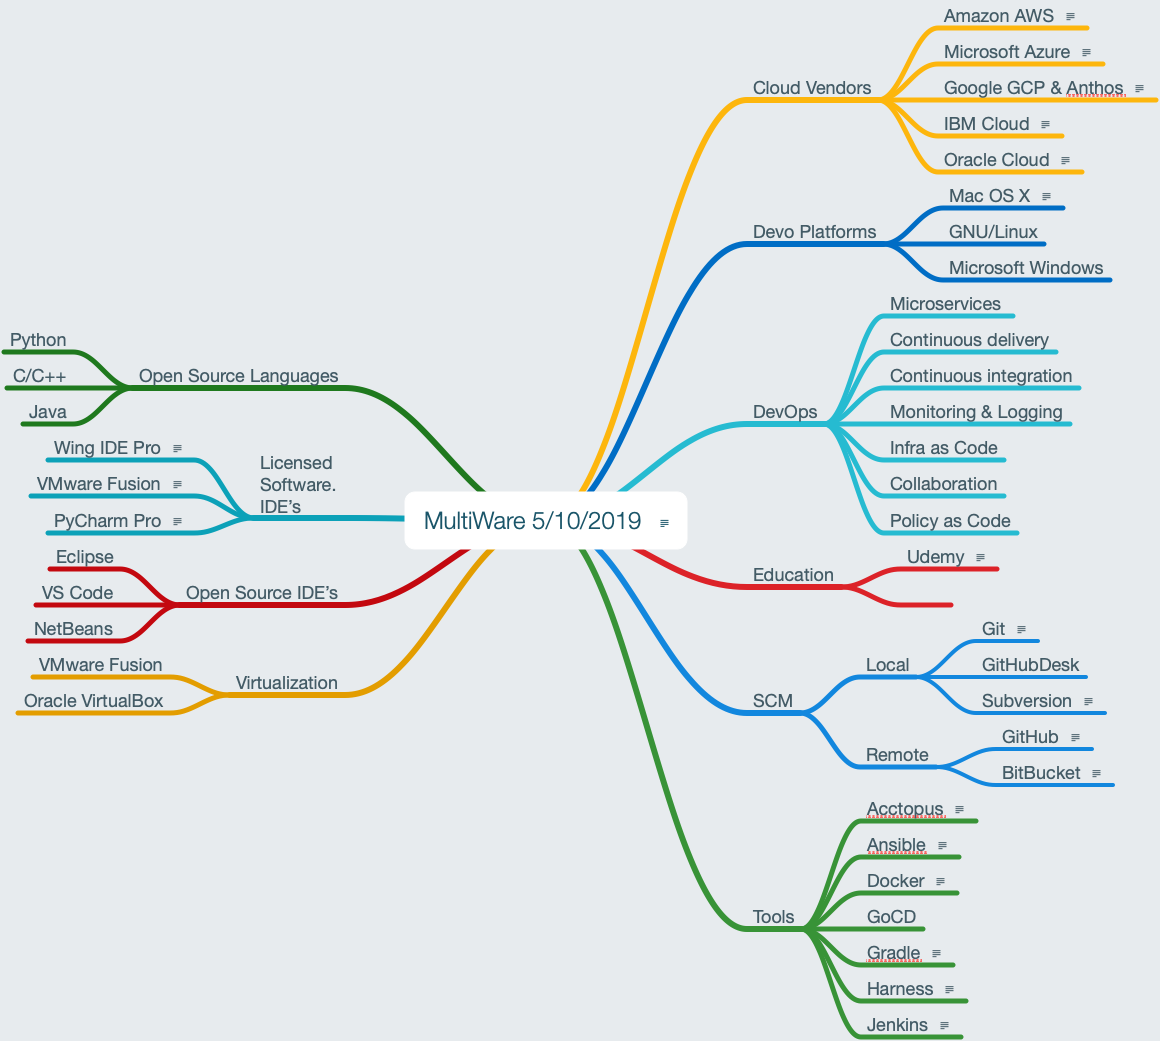 MultiWare 5/10/2019
Cloud Vendors
Amazon AWS
Microsoft Azure
Google GCP & Anthos
IBM Cloud
Oracle Cloud
Devo Platforms
Mac OS X
GNU/Linux
Microsoft Windows
DevOps
Microservices
Continuous delivery
Continuous integration
Monitoring & Logging
Infra as Code
Collaboration
Policy as Code
Education
Udemy
SCM
Local
Git
GitHubDesk
Subversion
Remote
GitHub
BitBucket
Tools
Acctopus
Ansible
Docker
GoCD
Gradle
Harness
Jenkins
Open Source Languages
Python
C/C++
Java
Licensed
Software.
IDE's
Wing IDE Pro
VMware Fusion
PyCharm Pro
Open Source IDE's
Eclipse
VS Code
NetBeans
Virtualization
VMware Fusion
Oracle VirtualBox